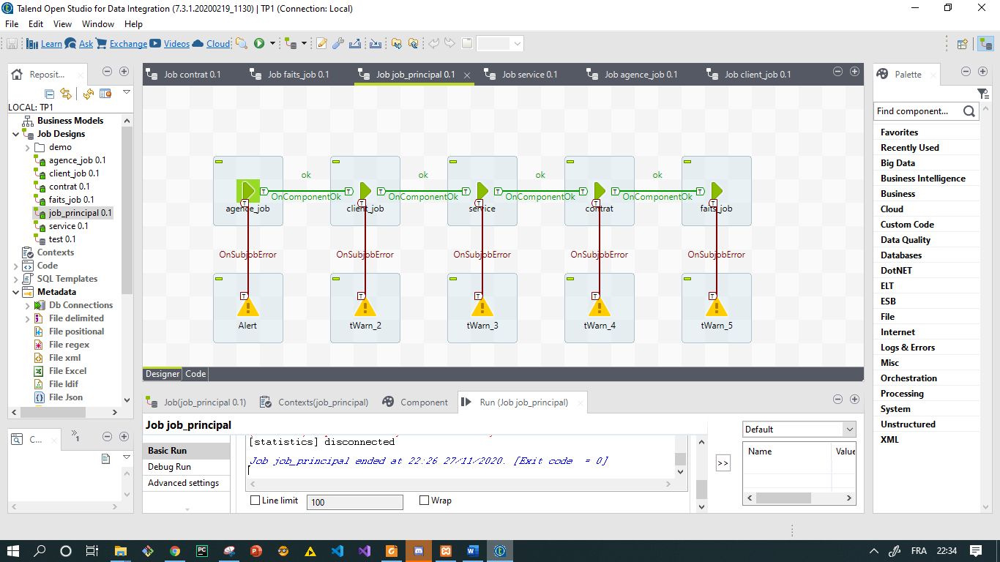 Talend Open Studio for Data Integration (7.3.1.20200219_1130) | TP1 (Connection: Local)
File Edit View Window Help
Learn Ask Exchange Videos Cloud
Reposit...
LOCAL: TP1
Business Models
Job Designs
demo
agence_job 0.1
client_job 0.1
contrat 0.1
faits_job 0.1
job_principal 0.1
service 0.1
test 0.1
Contexts
Code
SQL Templates
Metadata
Db Connections
File delimited
File positional
File regex
File xml
File Excel
File ldif
File Json
C...
1
Job contrat 0.1 Job faits_job 0.1 Job job_principal 0.1 Job service 0.1 Job agence_job 0.1 Job client_job 0.1
ok ok ok ok
OnComponentOk OnComponentOk OnComponentOk OnComponentOk
agence_job client_job service contrat faits_job
OnSubjobError OnSubjobError OnSubjobError OnSubjobError OnSubjobError
Alert tWarn_2 tWarn_3 tWarn_4 tWarn_5
Designer Code
Job(job_principal 0.1) Contexts(job_principal) Component Run (Job job_principal)
Job job_principal
Basic Run
Debug Run
Advanced settings
[statistics] disconnected
Job job_principal ended at 22:26 27/11/2020. [Exit code = 0]
Line limit 100 Wrap
>>
Default
Name Value
Palette
Find component...
Favorites
Recently Used
Big Data
Business Intelligence
Business
Cloud
Custom Code
Data Quality
Databases
DotNET
ELT
ESB
File
Internet
Logs & Errors
Misc
Orchestration
Processing
System
Unstructured
XML
FRA 22:34